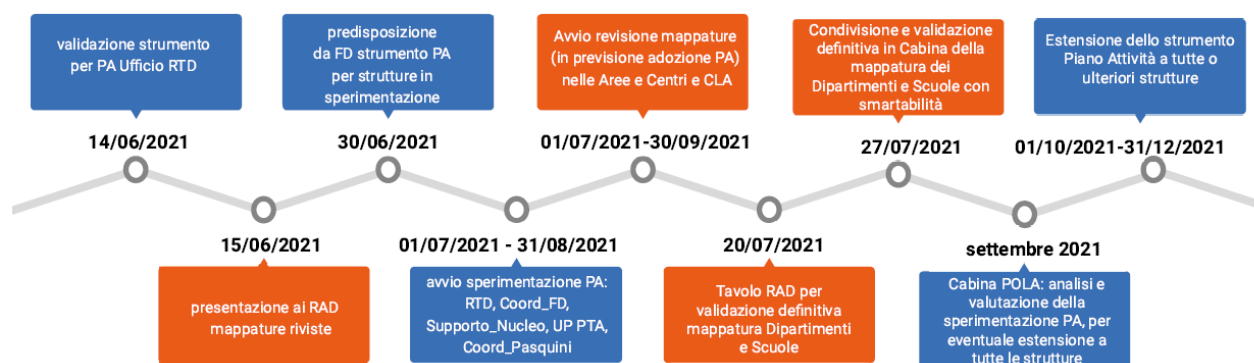 validazione strumento
per PA Ufficio RTD
14/06/2021
15/06/2021
presentazione ai RAD
mappature riviste
predisposizione
da FD strumento PA
per strutture in
sperimentazione
30/06/2021
01/07/2021 - 31/08/2021
avvio sperimentazione PA:
RTD, Coord_FD,
Supporto_Nucleo, UP PTA,
Coord_Pasquini
Avvio revisione mappature
(in previsione adozione PA)
nelle Aree e Centri e CLA
01/07/2021-30/09/2021
20/07/2021
Tavolo RAD per
validazione definitiva
mappatura Dipartimenti
e Scuole
Condivisione e validazione
definitiva in Cabina della
mappatura dei
Dipartimenti e Scuole con
smartabilità
27/07/2021
settembre 2021
Cabina POLA: analisi e
valutazione della
sperimentazione PA, per
eventuale estensione a
tutte le strutture
Estensione dello strumento
Piano Attività a tutte o
ulteriori strutture
01/10/2021-31/12/2021